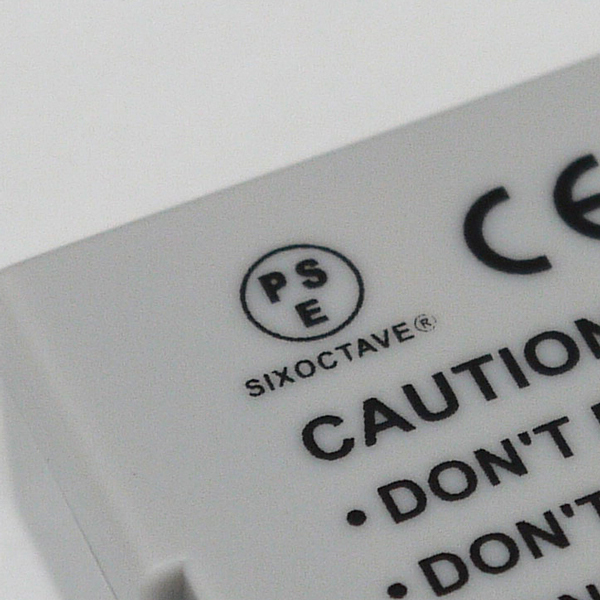 CE
PS
E
SIXOCTAVE®
CAUTION
•DON'T
•DON'T